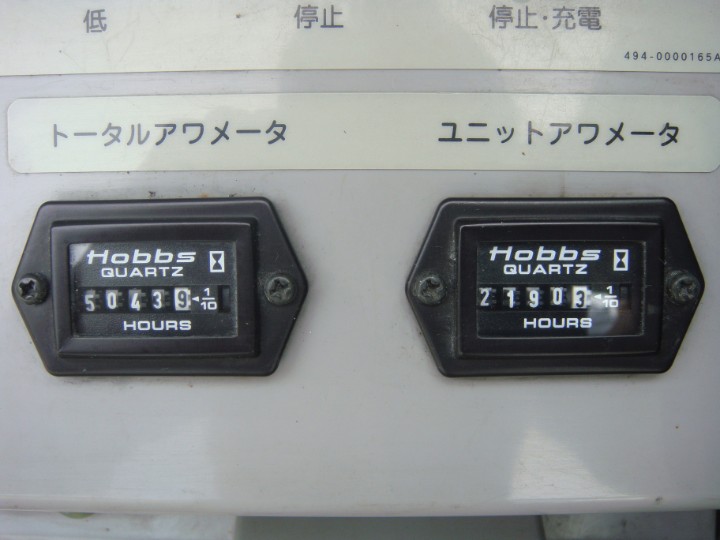 低 停止 停止・充電
494-0000165A
トータルアワメータ ユニットアワメータ
Hobbs
QUARTZ
50439 1/10
HOURS
Hobbs
QUARTZ
21903 1/10
HOURS